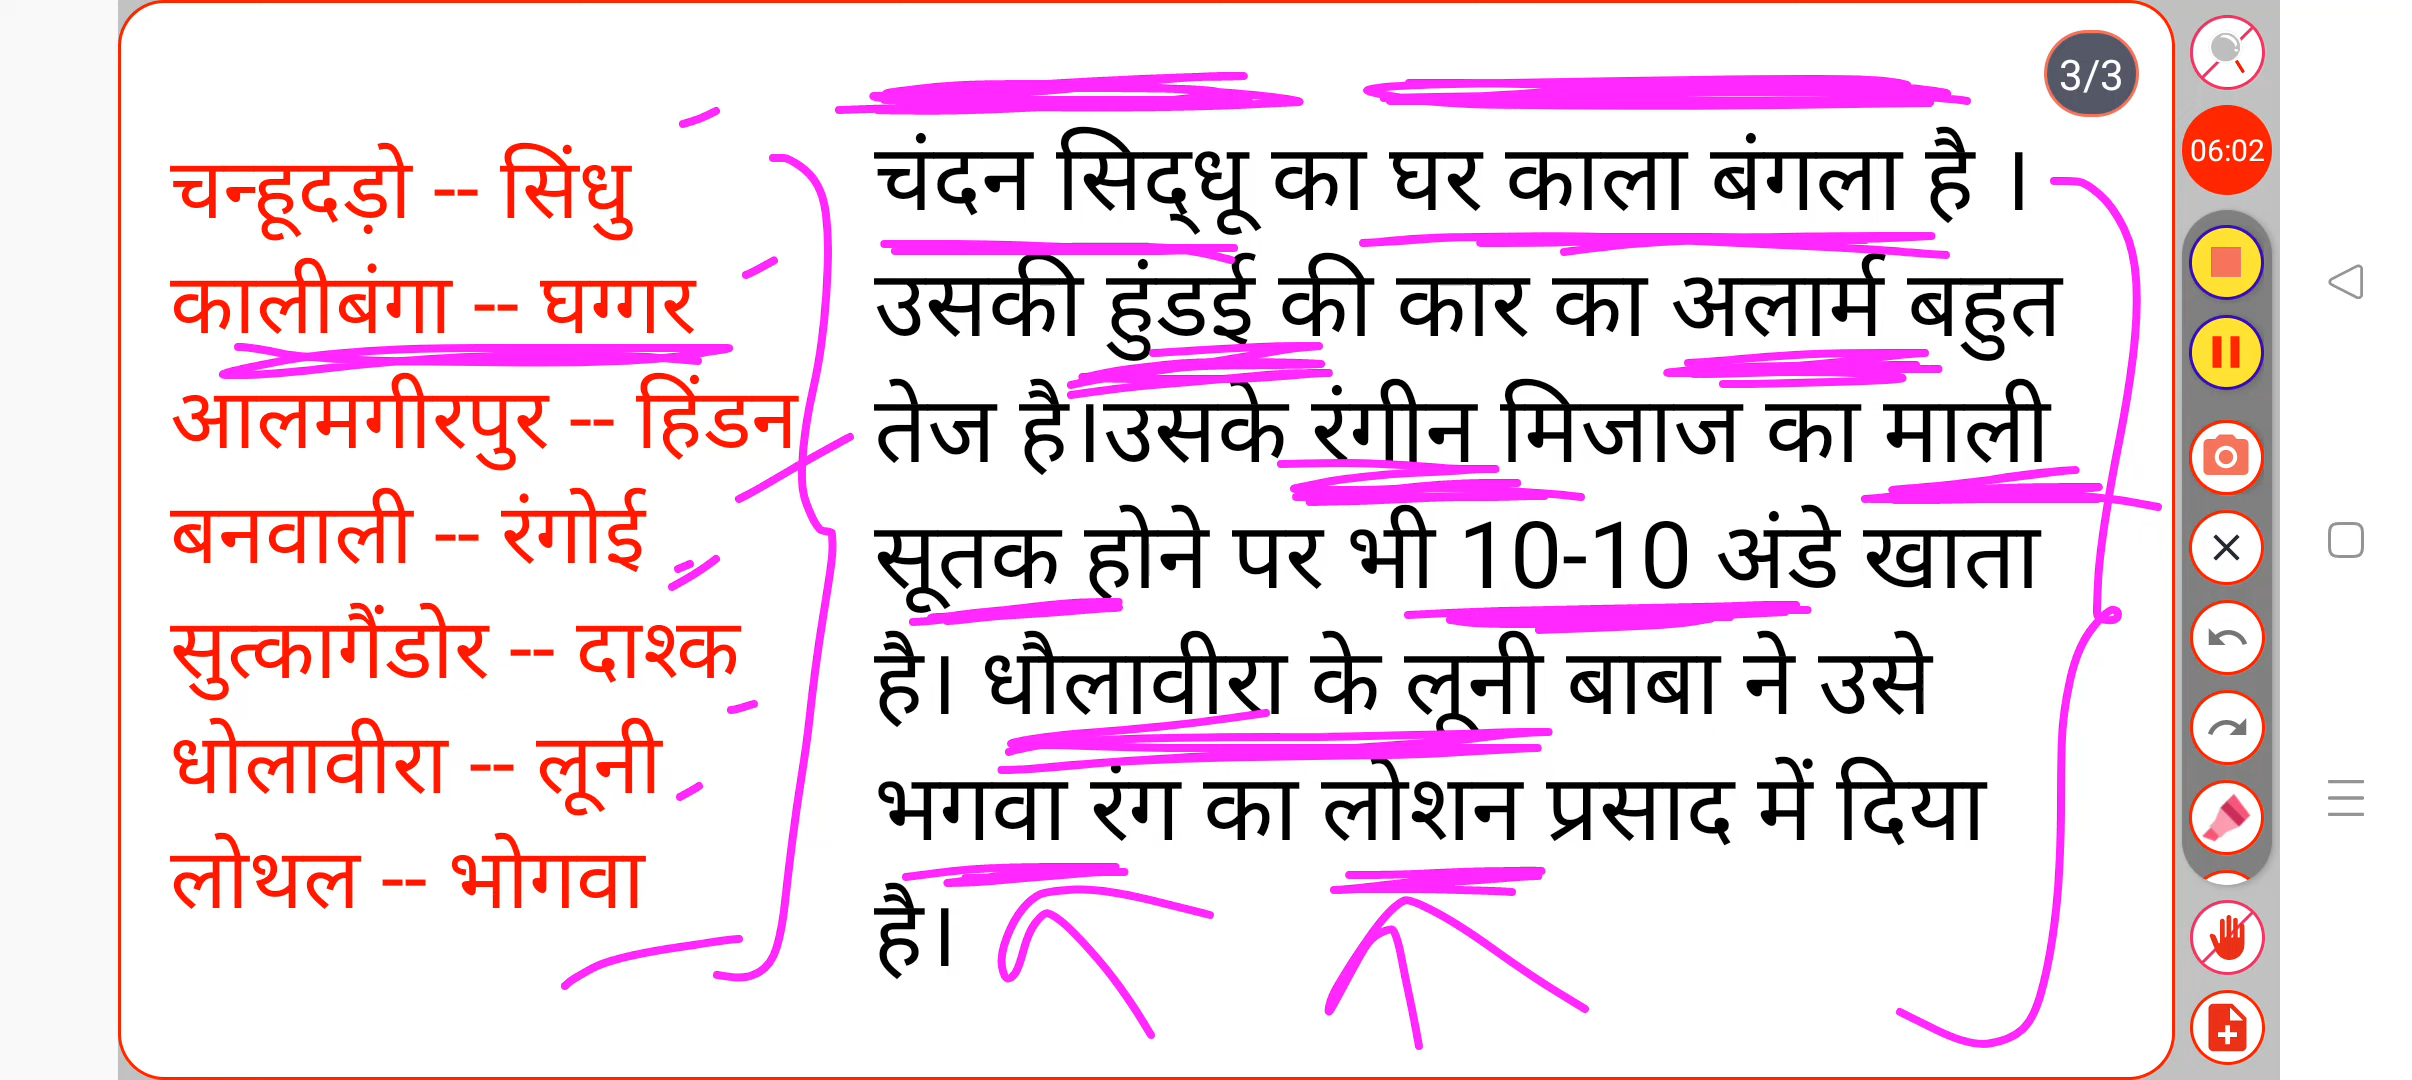 3/3
06:02
चन्हूदड़ो -- सिंधु
कालीबंगा -- घग्गर
आलमगीरपुर -- हिंडन
बनवाली -- रंगोई
सुत्कागैंडोर -- दाश्क
धोलावीरा -- लूनी
लोथल -- भोगवा
चंदन सिद्धू का घर काला बंगला है ।
उसकी हुंडई की कार का अलार्म बहुत
तेज है।उसके रंगीन मिजाज का माली
सूतक होने पर भी 10-10 अंडे खाता
है। धौलावीरा के लूनी बाबा ने उसे
भगवा रंग का लोशन प्रसाद में दिया
है।